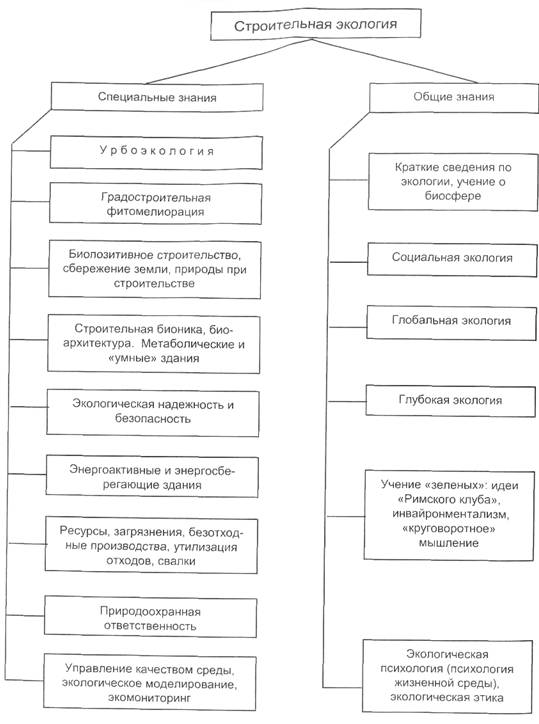 Строительная экология
Специальные знания
Урбоэкология
Градостроительная
фитомелиорация
Биопозитивное строительство,
сбережение земли, природы при
строительстве
Строительная бионика, био-
архитектура. Метаболические и
«умные» здания
Экологическая надежность и
безопасность
Энергоактивные и энергосбе-
регающие здания
Ресурсы, загрязнения, безотход-
ные производства, утилизация
отходов, свалки
Природоохранная
ответственность
Управление качеством среды,
экологическое моделирование,
экомониторинг
Общие знания
Краткие сведения по
экологии, учение о
биосфере
Социальная экология
Глобальная экология
Глубокая экология
Учение «зеленых»: идеи
«Римского клуба»,
инвайронментализм,
«круговоротное»
мышление
Экологическая
психология (психология
жизненной среды),
экологическая этика